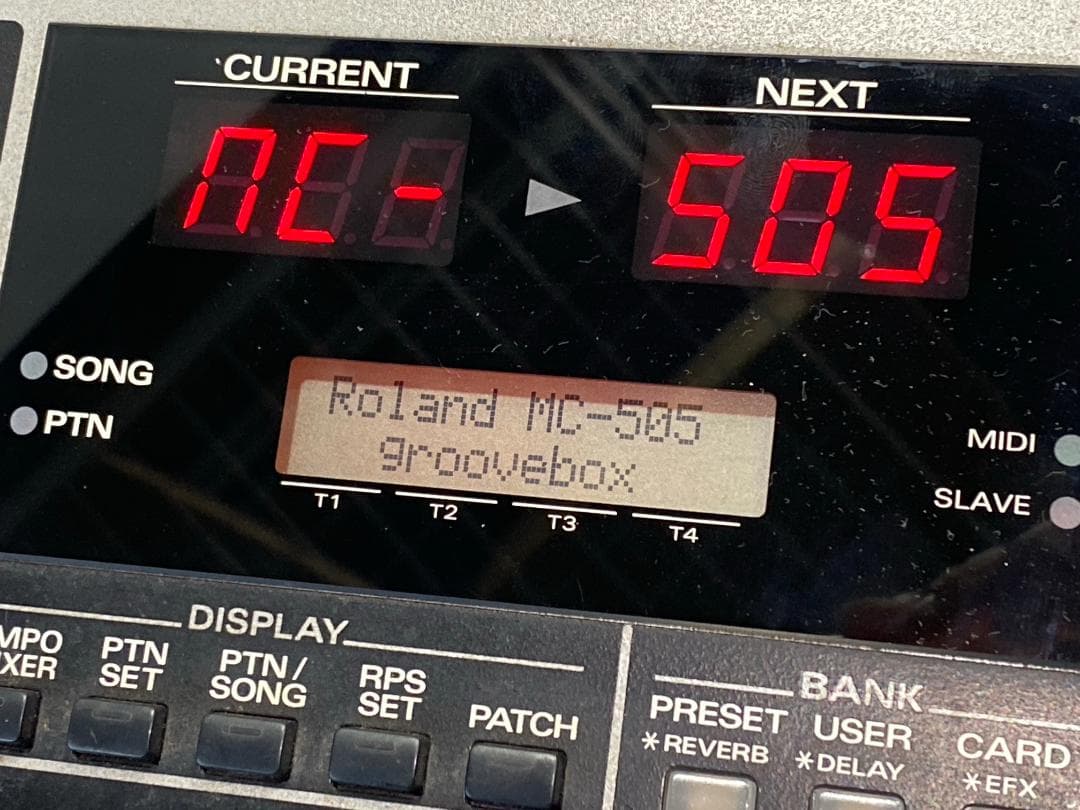 CURRENT
NEXT
MC-
505
SONG
PTN
Roland MC-505
groovebox
T1
T2
T3
T4
MIDI
SLAVE
DISPLAY
PTN
SET
PTN/
SONG
RPS
SET
PATCH
BANK
PRESET
*REVERB
USER
*DELAY
CARD
*EFX